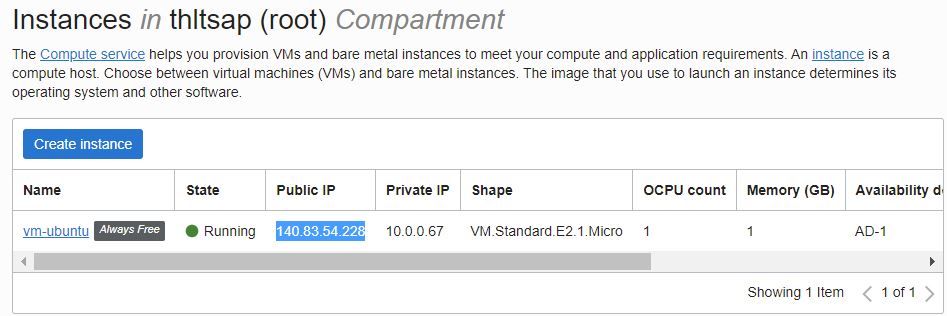 Instances in thltsap (root) Compartment
The Compute service helps you provision VMs and bare metal instances to meet your compute and application requirements. An instance is a
compute host. Choose between virtual machines (VMs) and bare metal instances. The image that you use to launch an instance determines its
operating system and other software.
Create instance
Name State Public IP Private IP Shape OCPU count Memory (GB) Availability d
vm-ubuntu Always Free Running 140.83.54.228 10.0.0.67 VM.Standard.E2.1.Micro 1 1 AD-1
Showing 1 Item 1 of 1